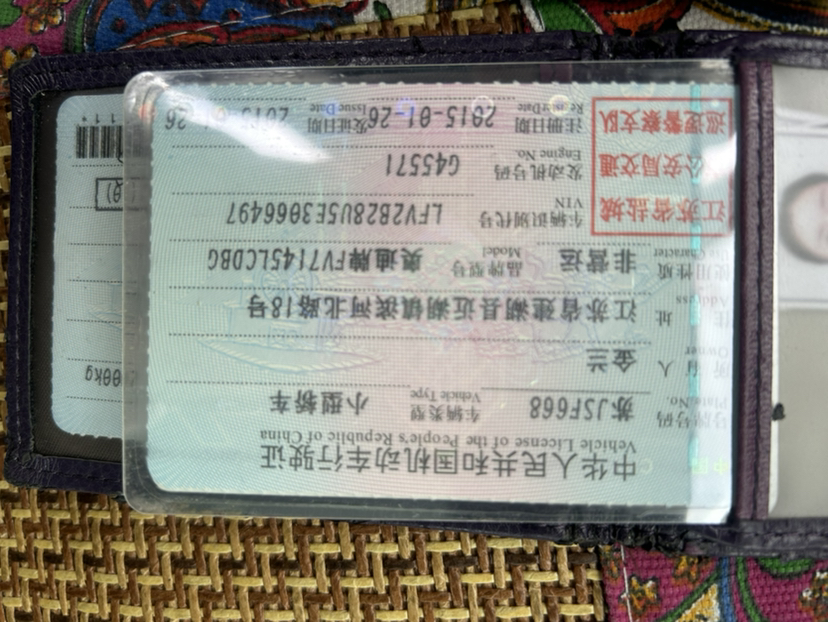 中华人民共和国机动车行驶证
Vehicle License of the People's Republic of China
号牌号码 苏JSF668 车辆类型 小型轿车
Plate No. Vehicle Type
所有人 金兰
Owner
住址 江苏省建湖县近湖镇滨河北路18号
Address
使用性质 非营运 品牌型号 奥迪牌FV7145LCDBG
Use Character Model
江苏省盐城
公安局交通
巡逻警察支队
车辆识别代号 LFV2B28U5E3066497
VIN
发动机号码 G45571
Engine No.
注册日期 2015-01-26 发证日期
Register Date Issue Date
00kg